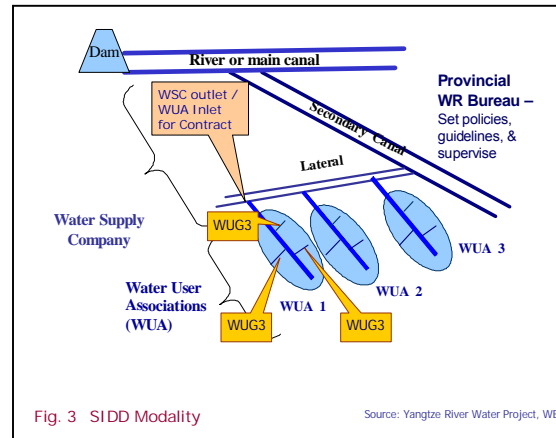 Dam
River or main canal
WSC outlet /
WUA Inlet
for Contract
Provincial
WR Bureau –
Set policies,
guidelines, &
supervise
Secondary Canal
Lateral
Water Supply
Company
WUG3
WUA 3
WUA 2
Water User
Associations
(WUA)
WUA 1
WUG3
WUG3
Fig. 3 SIDD Modality
Source: Yangtze River Water Project, WB